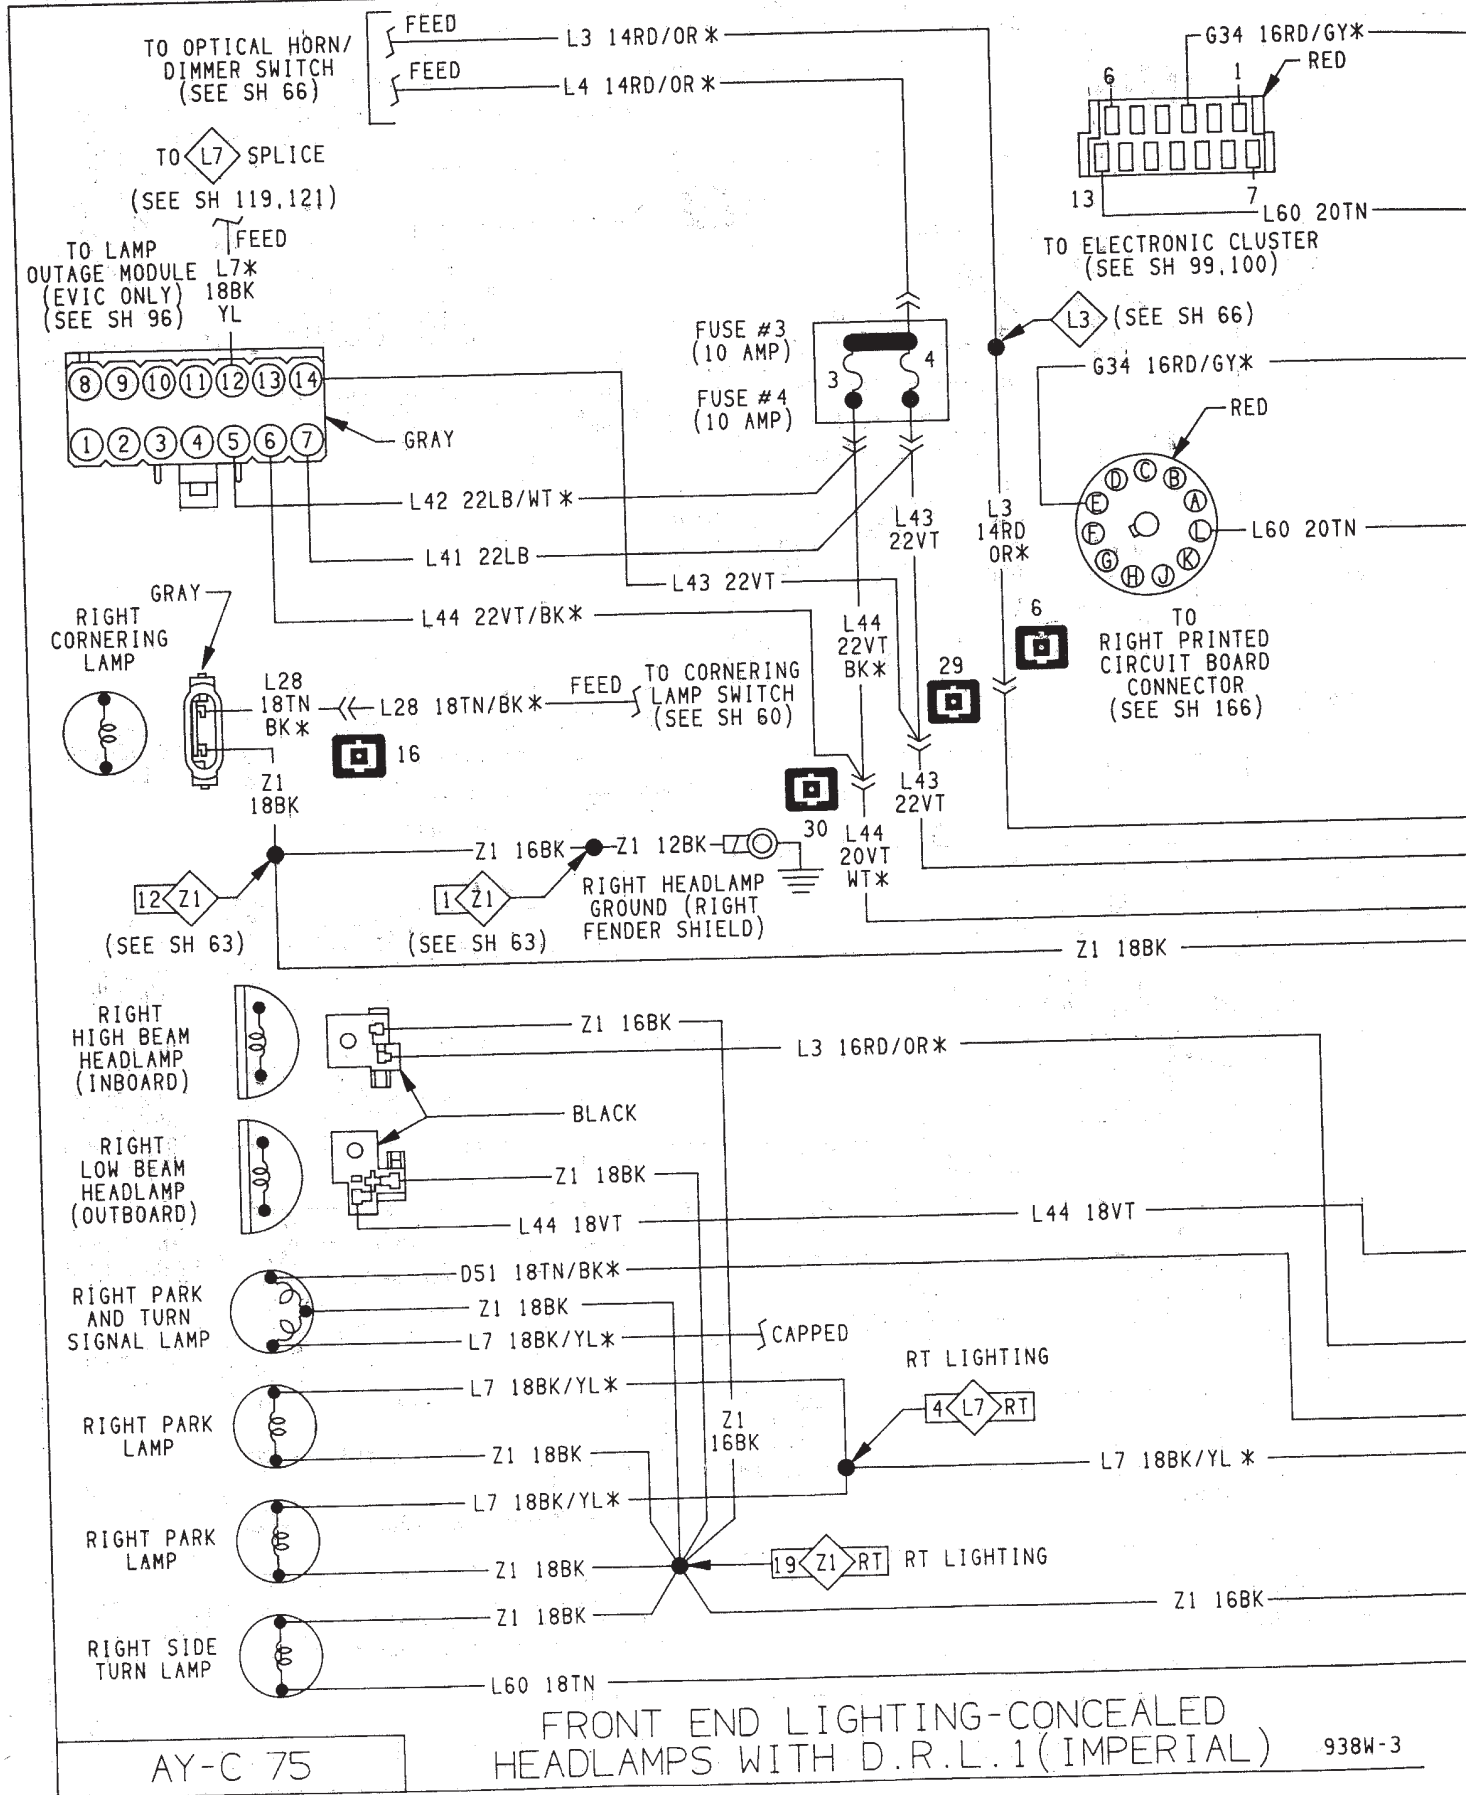 TO OPTICAL HORN/
DIMMER SWITCH
(SEE SH 66)
FEED
L3 14RD/OR*
FEED
L4 14RD/OR*
G34 16RD/GY*
RED
6
1
13
7
L60 20TN
TO ELECTRONIC CLUSTER
(SEE SH 99,100)
TO L7 SPLICE
(SEE SH 119,121)
FEED
TO LAMP
OUTAGE MODULE
(EVIC ONLY)
(SEE SH 96)
L7*
18BK
YL
8 9 10 11 12 13 14
1 2 3 4 5 6 7
GRAY
FUSE #3
(10 AMP)
FUSE #4
(10 AMP)
3
4
L3 (SEE SH 66)
G34 16RD/GY*
RED
A
B
C
D
E
F
G
H
J
K
L
L60 20TN
TO
RIGHT PRINTED
CIRCUIT BOARD
CONNECTOR
(SEE SH 166)
L42 22LB/WT*
L41 22LB
L43 22VT
L44 22VT/BK*
L43
22VT
L3
14RD
OR*
6
L44
22VT
BK*
29
GRAY
RIGHT
CORNERING
LAMP
L28
18TN
BK*
L28 18TN/BK*
FEED
TO CORNERING
LAMP SWITCH
(SEE SH 60)
16
Z1
18BK
30
L43
22VT
L44
20VT
WT*
Z1 16BK
Z1 12BK
RIGHT HEADLAMP
GROUND (RIGHT
FENDER SHIELD)
12 Z1
(SEE SH 63)
1 Z1
(SEE SH 63)
Z1 18BK
RIGHT
HIGH BEAM
HEADLAMP
(INBOARD)
Z1 16BK
L3 16RD/OR*
BLACK
RIGHT
LOW BEAM
HEADLAMP
(OUTBOARD)
Z1 18BK
L44 18VT
L44 18VT
RIGHT PARK
AND TURN
SIGNAL LAMP
D51 18TN/BK*
Z1 18BK
L7 18BK/YL*
CAPPED
RT LIGHTING
4 L7 RT
RIGHT PARK
LAMP
L7 18BK/YL*
Z1 18BK
Z1
16BK
L7 18BK/YL *
RIGHT PARK
LAMP
L7 18BK/YL*
Z1 18BK
19 Z1 RT RT LIGHTING
Z1 16BK
RIGHT SIDE
TURN LAMP
Z1 18BK
L60 18TN
AY-C 75
FRONT END LIGHTING-CONCEALED
HEADLAMPS WITH D.R.L.1(IMPERIAL)
938W-3